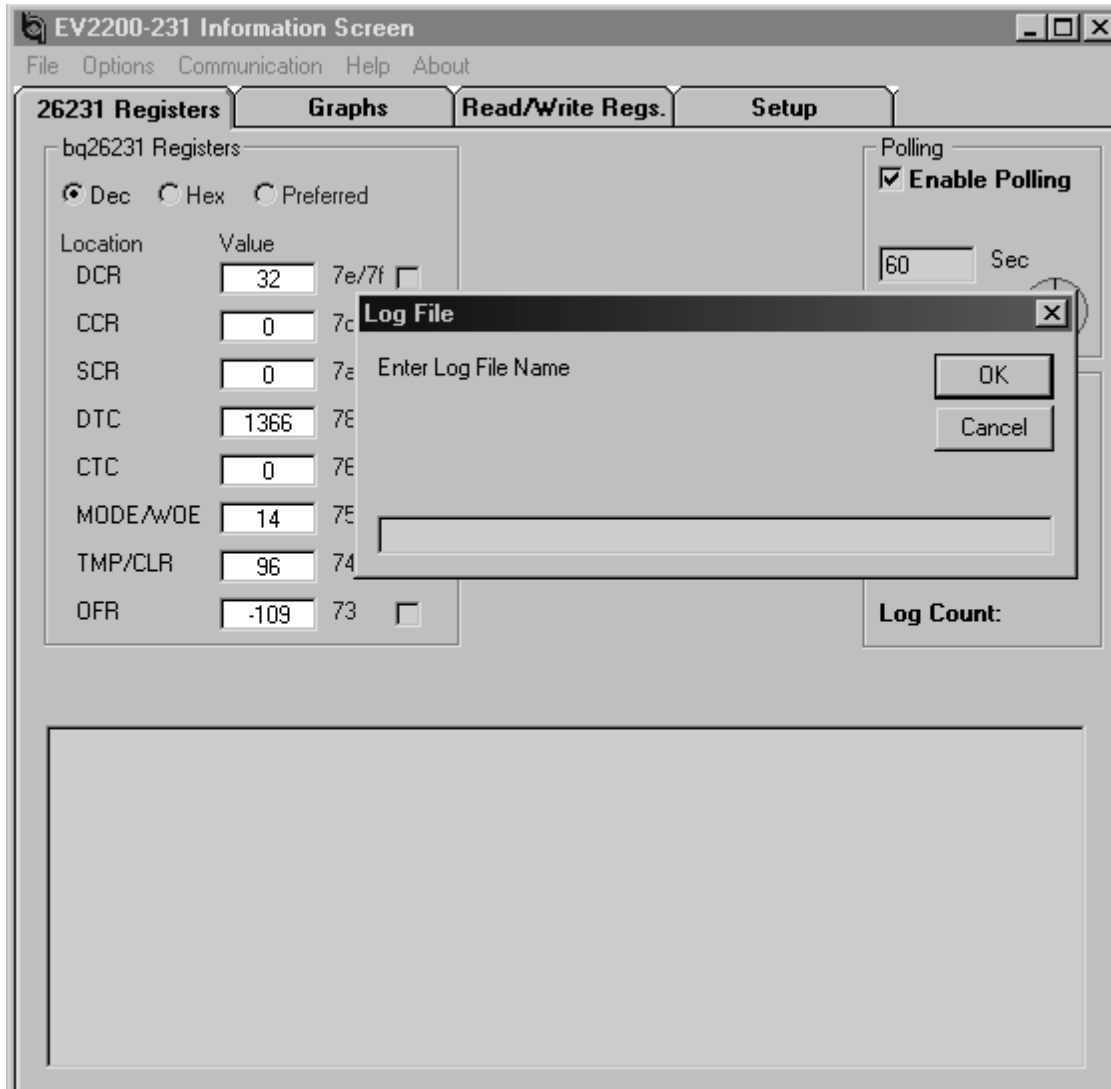 EV2200-231 Information Screen
File Options Communication Help About
26231 Registers Graphs Read/Write Regs. Setup
bq26231 Registers
Dec Hex Preferred
Location Value
DCR 32 7e/7f
CCR 0
SCR 0
DTC 1366 78
CTC 0
MODE/WOE 14 75
TMP/CLR 96 74
OFR -109 73
Polling
Enable Polling
60 Sec
Log File
Enter Log File Name
OK
Cancel
Log Count: